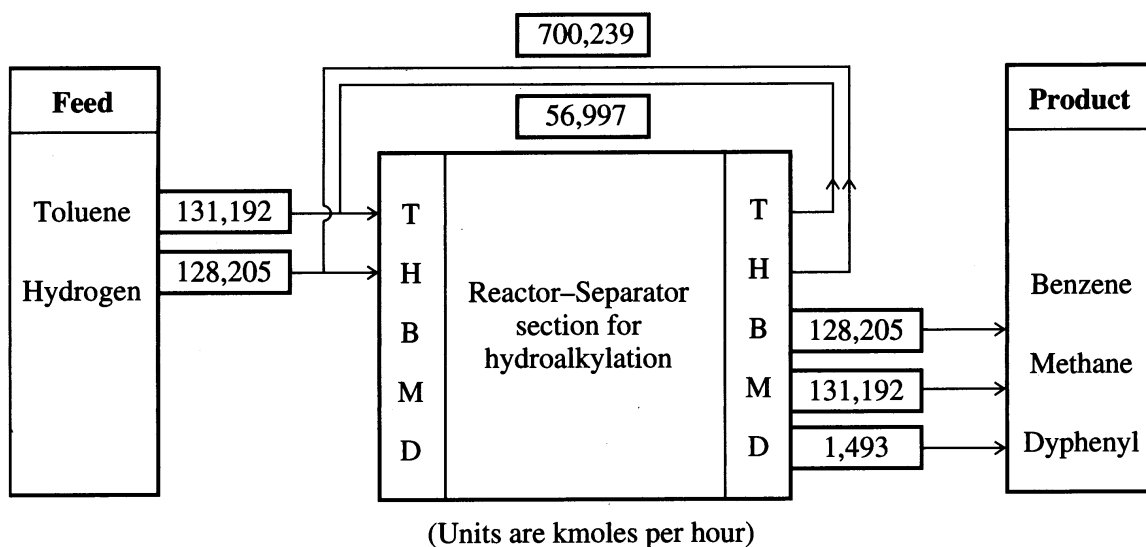 700,239
56,997
Feed
Toluene
131,192
Hydrogen
128,205
T
H
B
M
D
Reactor–Separator
section for
hydroalkylation
T
H
B
M
D
128,205
131,192
1,493
Product
Benzene
Methane
Dyphenyl
(Units are kmoles per hour)